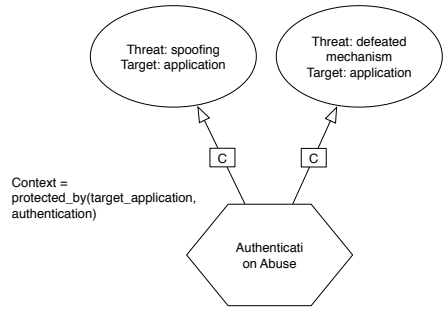 Threat: spoofing
Target: application
Threat: defeated
mechanism
Target: application
C
C
Context =
protected_by(target_application,
authentication)
Authenticati
on Abuse